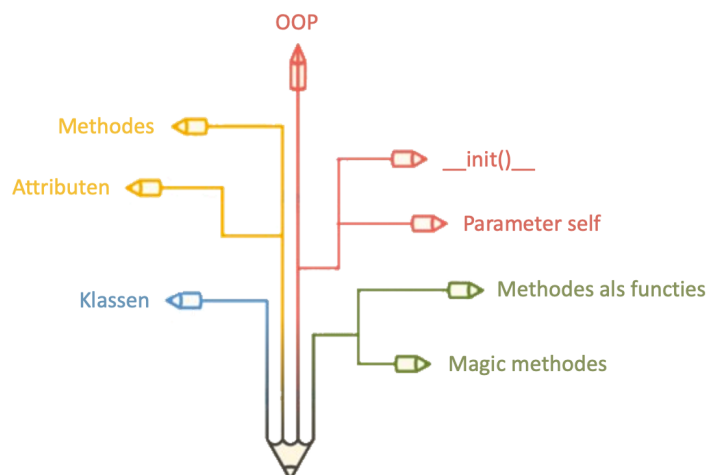 OOP
Methodes
__init()__
Attributen
Parameter self
Klassen
Methodes als functies
Magic methodes